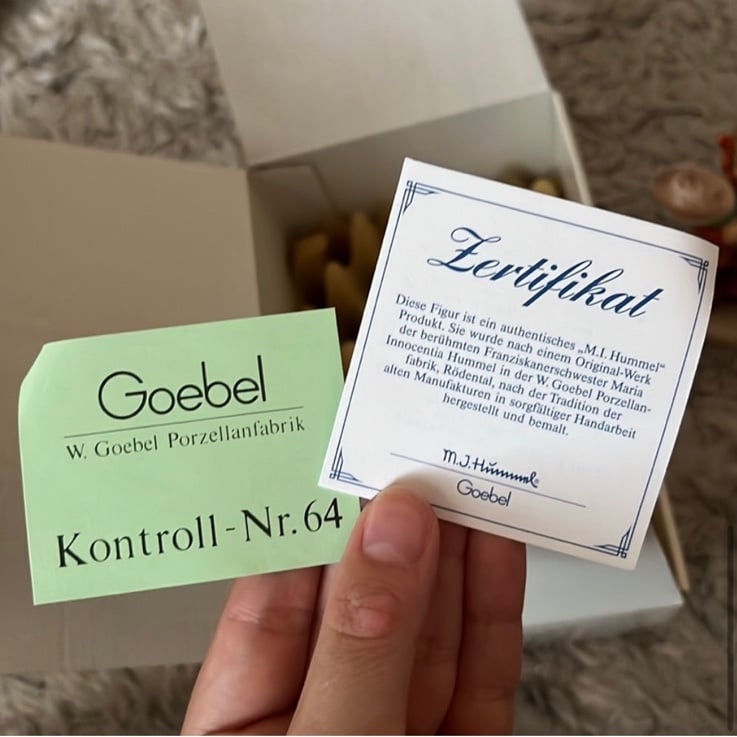 Goebel
W. Goebel Porzellanfabrik
Kontroll-Nr. 64
Zertifikat
Diese Figur ist ein authentisches „M.I. Hummel“
Produkt. Sie wurde nach einem Original-Werk
der berühmten Franziskanerschwester Maria
Innocentia Hummel in der W. Goebel Porzellan-
fabrik, Rödental, nach der Tradition der
alten Manufakturen in sorgfältiger Handarbeit
hergestellt und bemalt.
M.J. Hummel®
Goebel